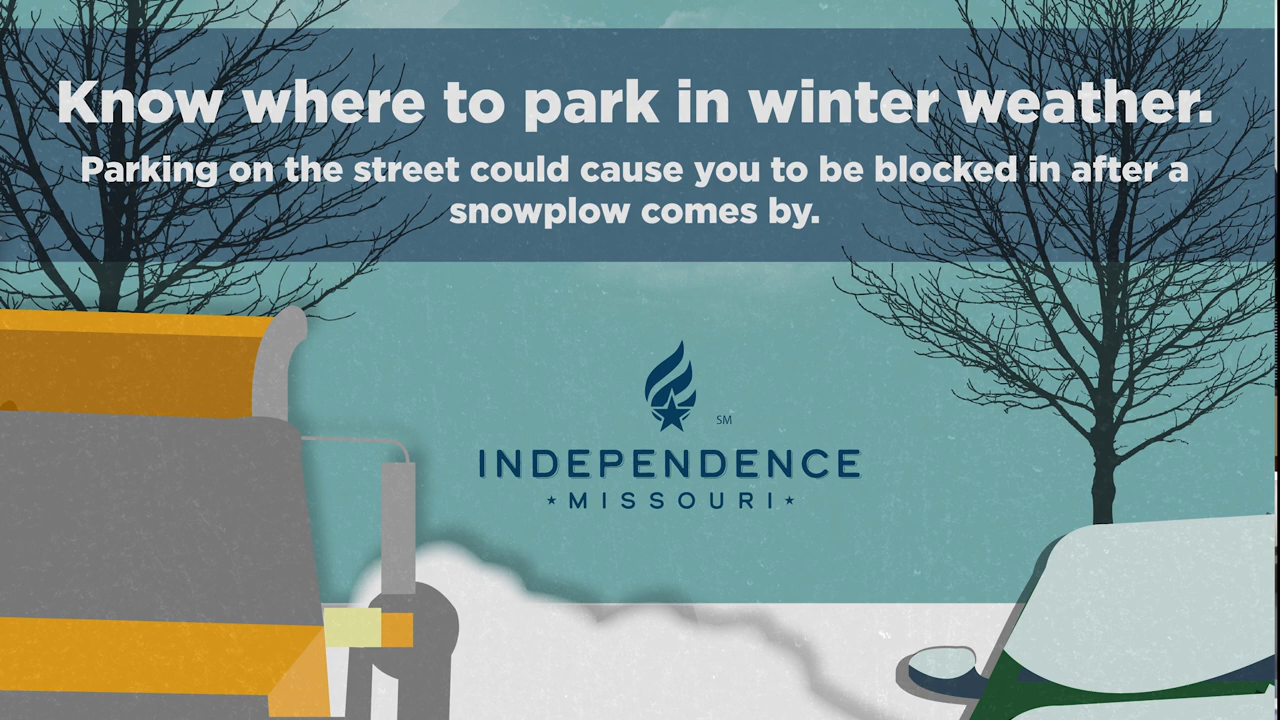 Know where to park in winter weather.
Parking on the street could cause you to be blocked in after a
snowplow comes by.
SM
INDEPENDENCE
★MISSOURI★